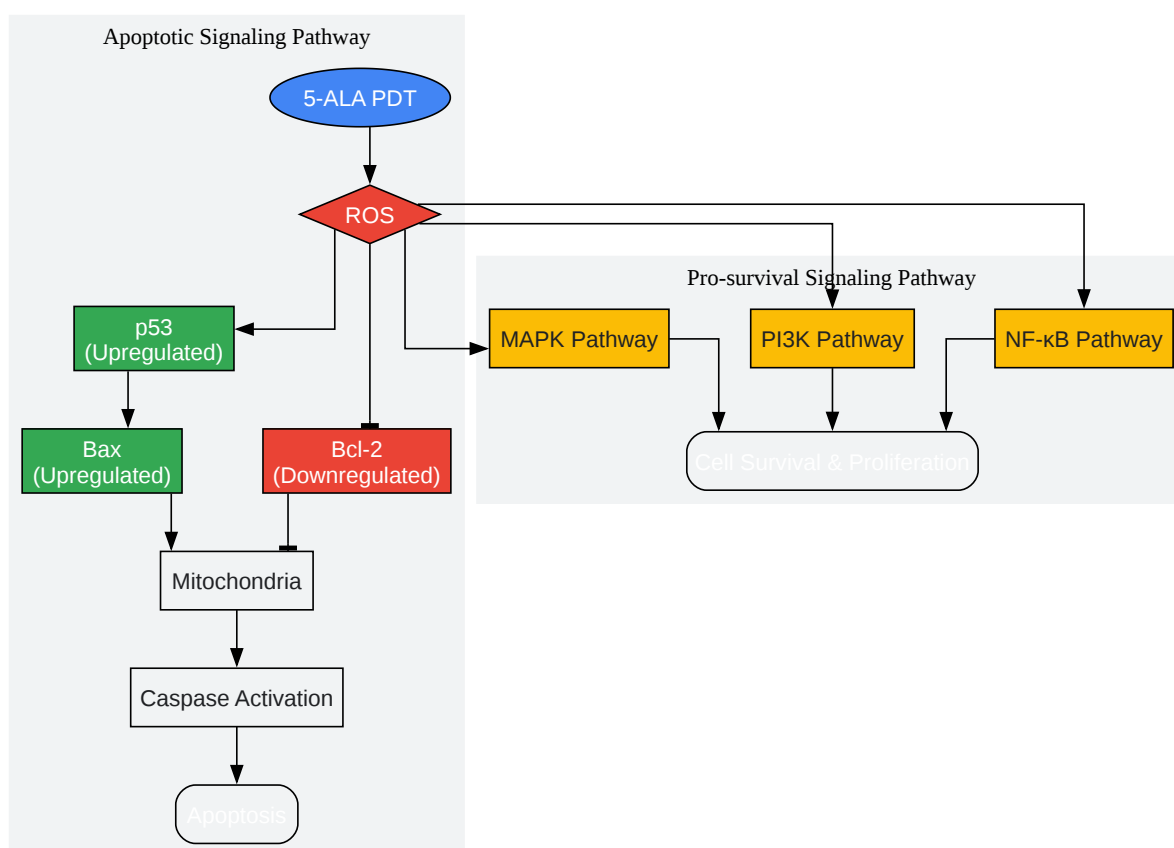 Apoptotic Signaling Pathway
5-ALA PDT
ROS
Pro-survival Signaling Pathway
p53
(Upregulated)
MAPK Pathway
PI3K Pathway
NF-κB Pathway
Bax
(Upregulated)
Bcl-2
(Downregulated)
Cell Survival & Proliferation
Mitochondria
Caspase Activation
Apoptosis